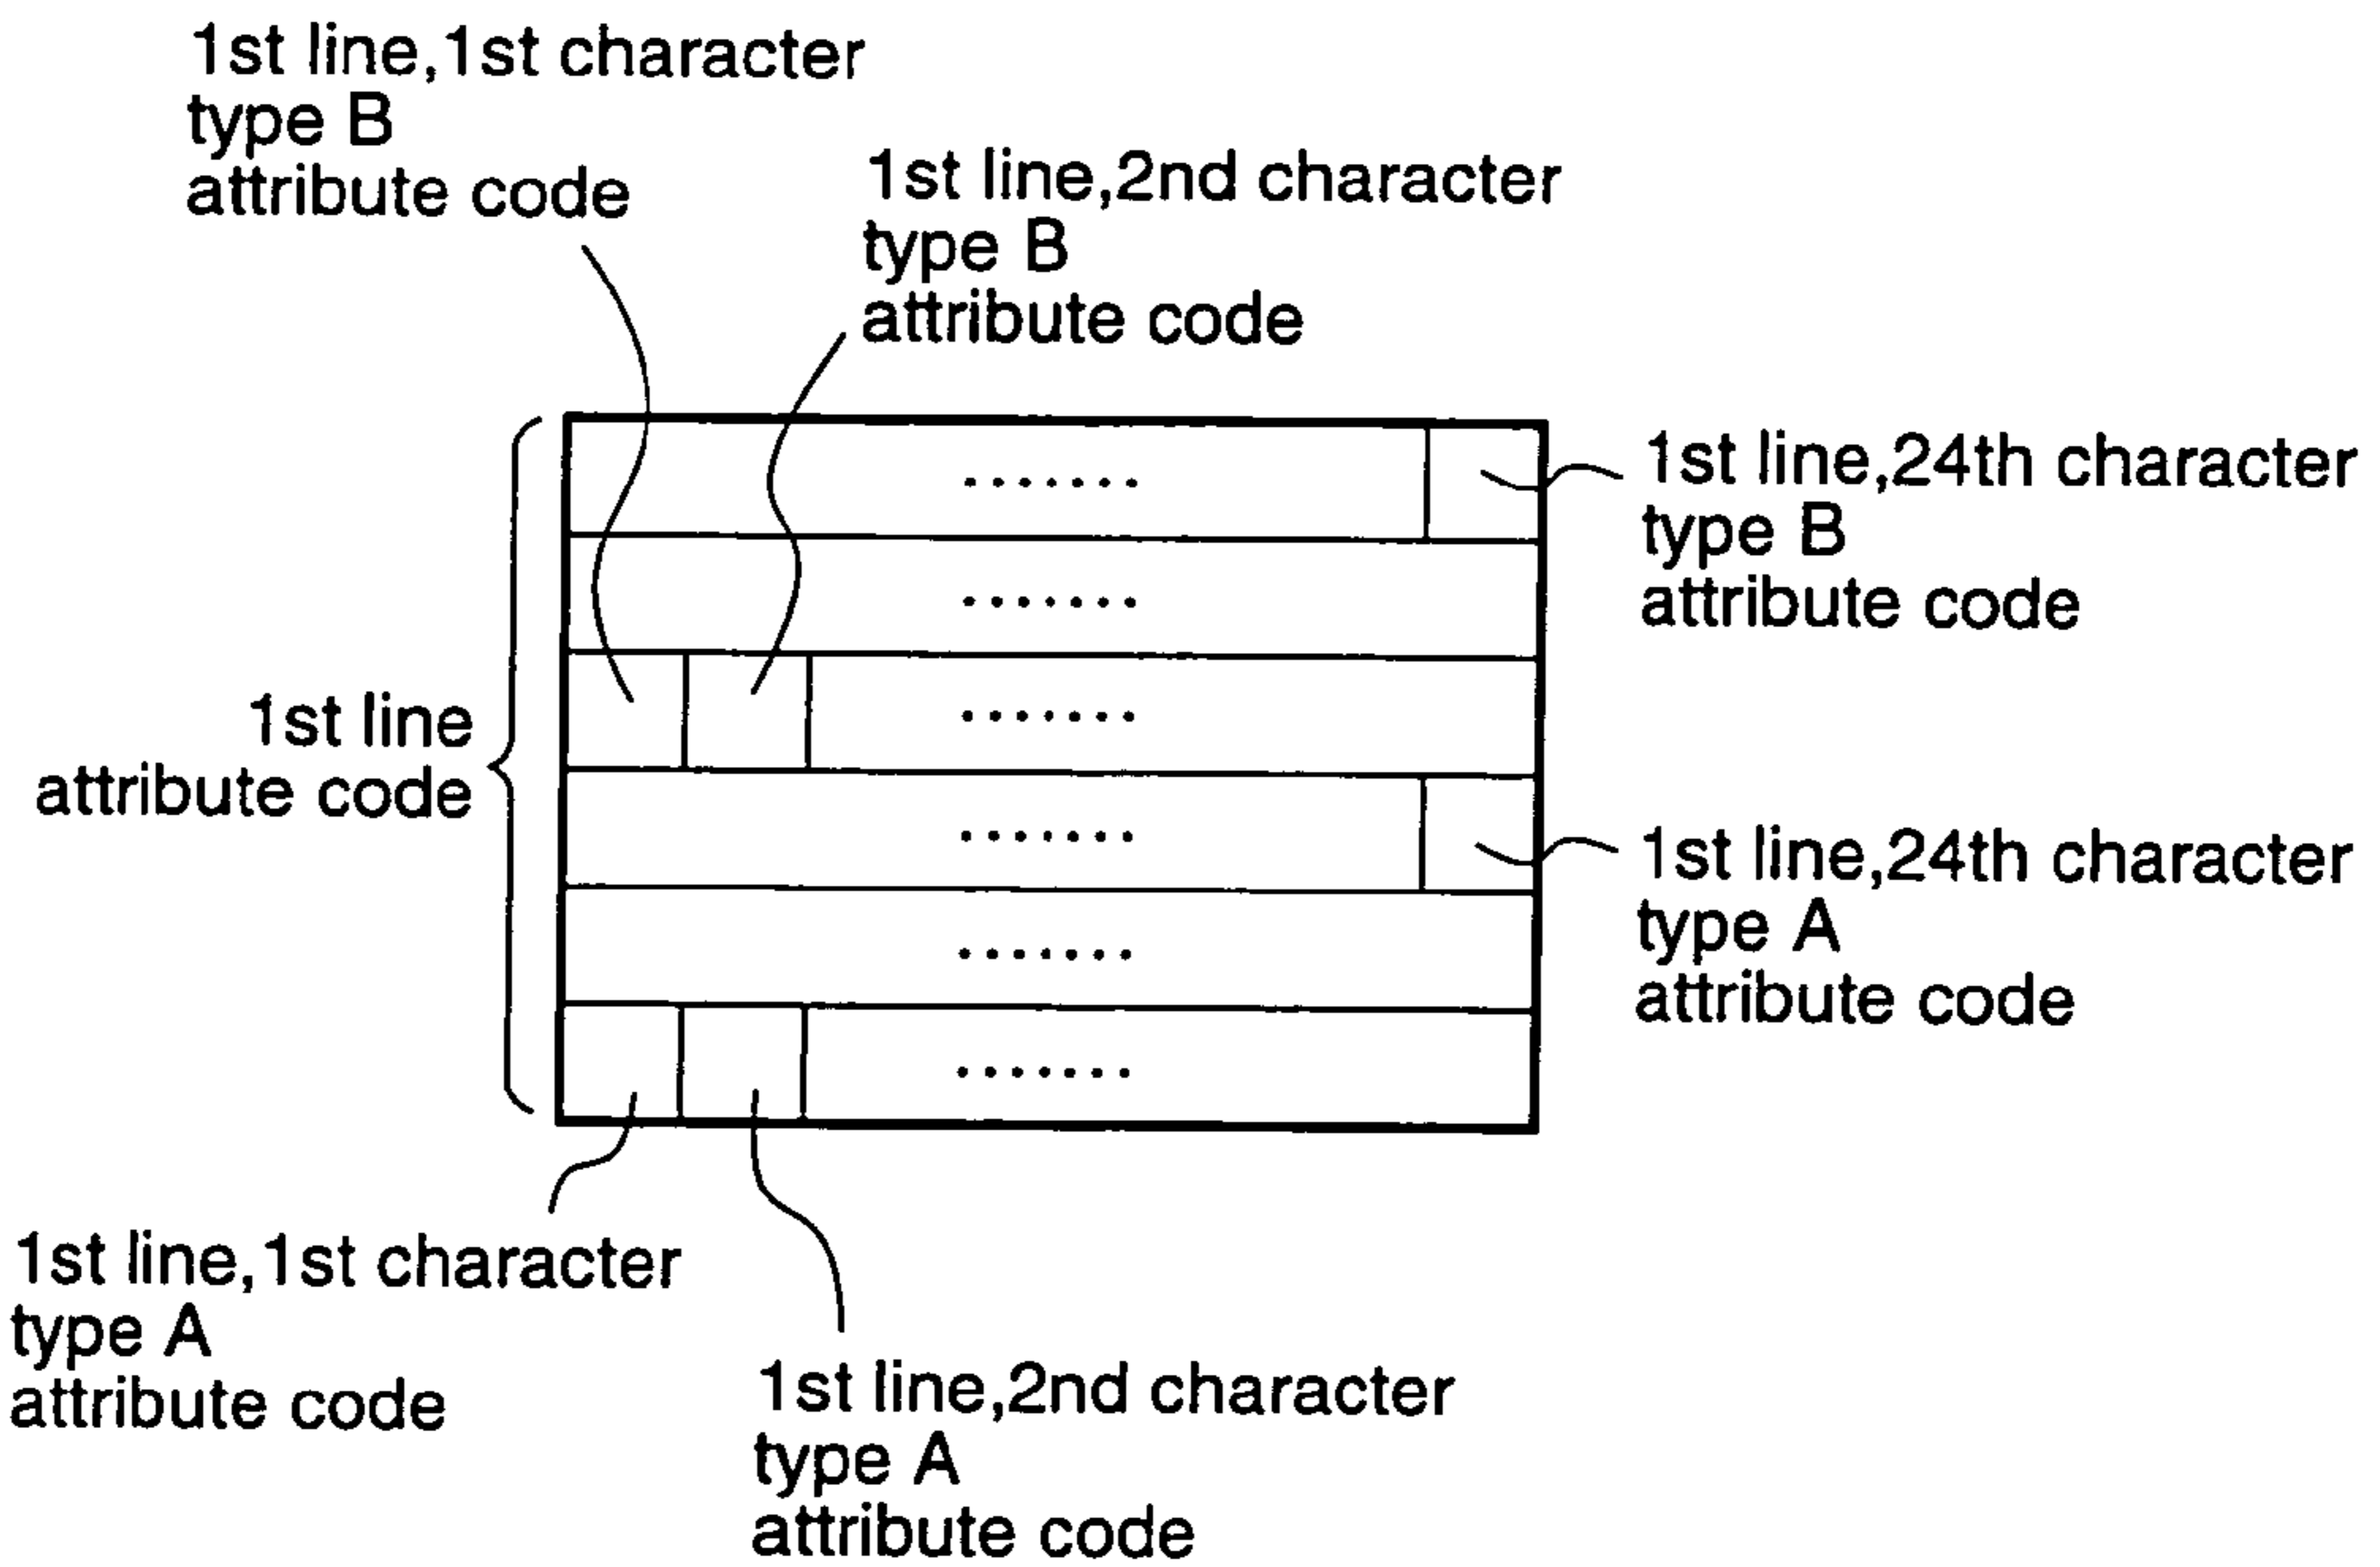 1st line,1st character
type B
attribute code
1st line,2nd character
type B
attribute code
1st line,24th character
type B
attribute code
1st line
attribute code
1st line,24th character
type A
attribute code
1st line,1st character
type A
attribute code
1st line,2nd character
type A
attribute code